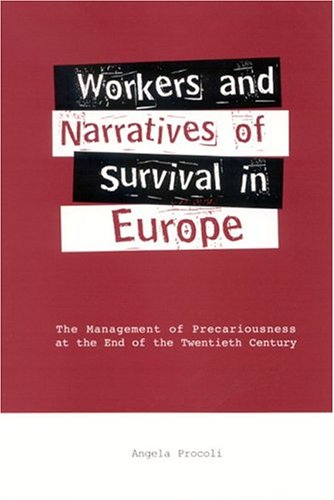 Workers and
Narratives of
Survival in
Europe
The Management of Precariousness
at the End of the Twentieth Century
Angela Procoli